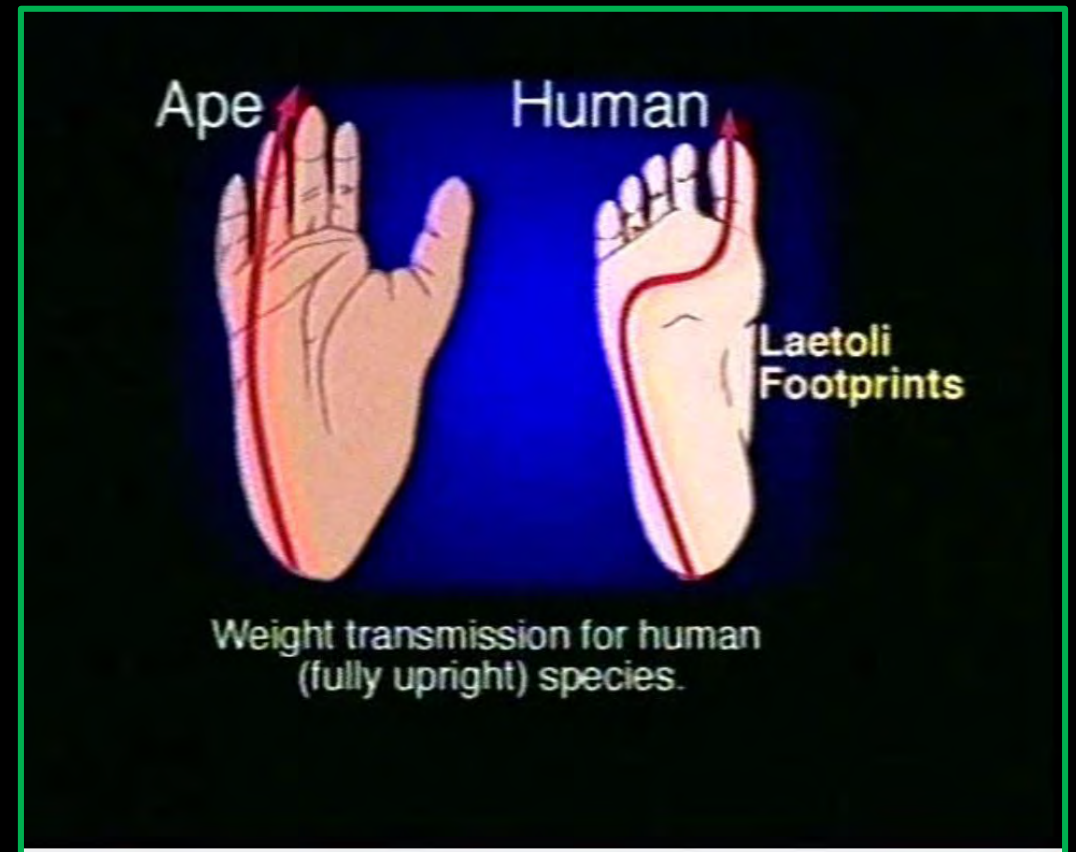 Ape
Human
Laetoli
Footprints
Weight transmission for human
(fully upright) species.